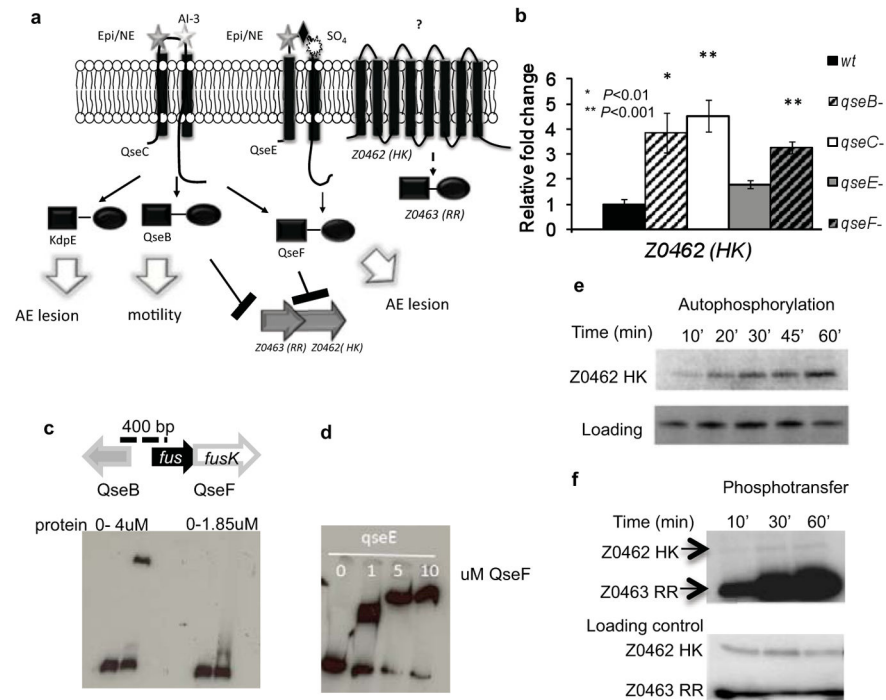 a
Epi/NE
AI-3
Epi/NE
SO4
?
QseC
QseE
Z0462 (HK)
Z0463 (RR)
KdpE
QseB
QseF
AE lesion
motility
AE lesion
Z0463 (RR)
Z0462( HK)
b
Relative fold change
6
5
4
3
2
1
0
* P<0.01
** P<0.001
*
**
**
Z0462 (HK)
wt
qseB-
qseC-
qseE-
qseF-
c
400 bp
fus
fusK
QseB
QseF
protein 0- 4uM
0-1.85uM
d
qseE
0 1 5 10
uM QseF
e
Autophosphorylation
Time (min) 10' 20' 30' 45' 60'
Z0462 HK
Loading
f
Phosphotransfer
Time (min) 10' 30' 60'
Z0462 HK
Z0463 RR
Loading control
Z0462 HK
Z0463 RR